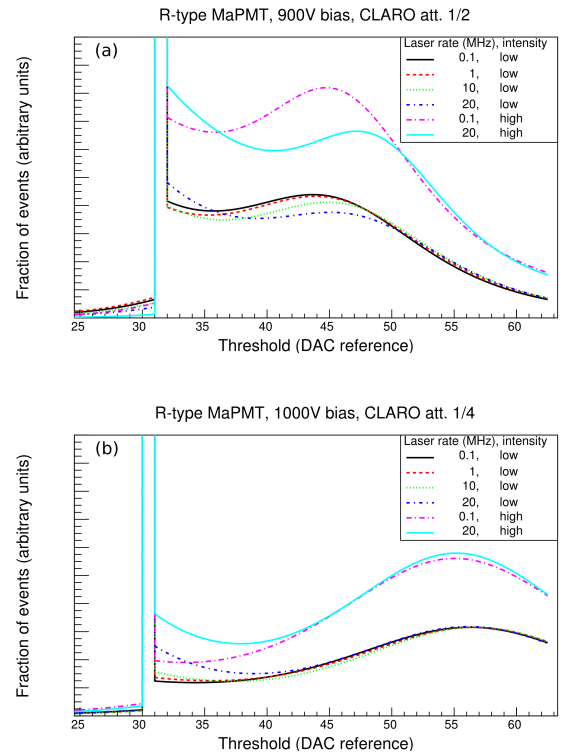 R-type MaPMT, 900V bias, CLARO att. 1/2
(a)
Laser rate (MHz), intensity
0.1, low
1, low
10, low
20, low
0.1, high
20, high
Fraction of events (arbitrary units)
25 30 35 40 45 50 55 60
Threshold (DAC reference)
R-type MaPMT, 1000V bias, CLARO att. 1/4
(b)
Laser rate (MHz), intensity
0.1, low
1, low
10, low
20, low
0.1, high
20, high
Fraction of events (arbitrary units)
25 30 35 40 45 50 55 60
Threshold (DAC reference)